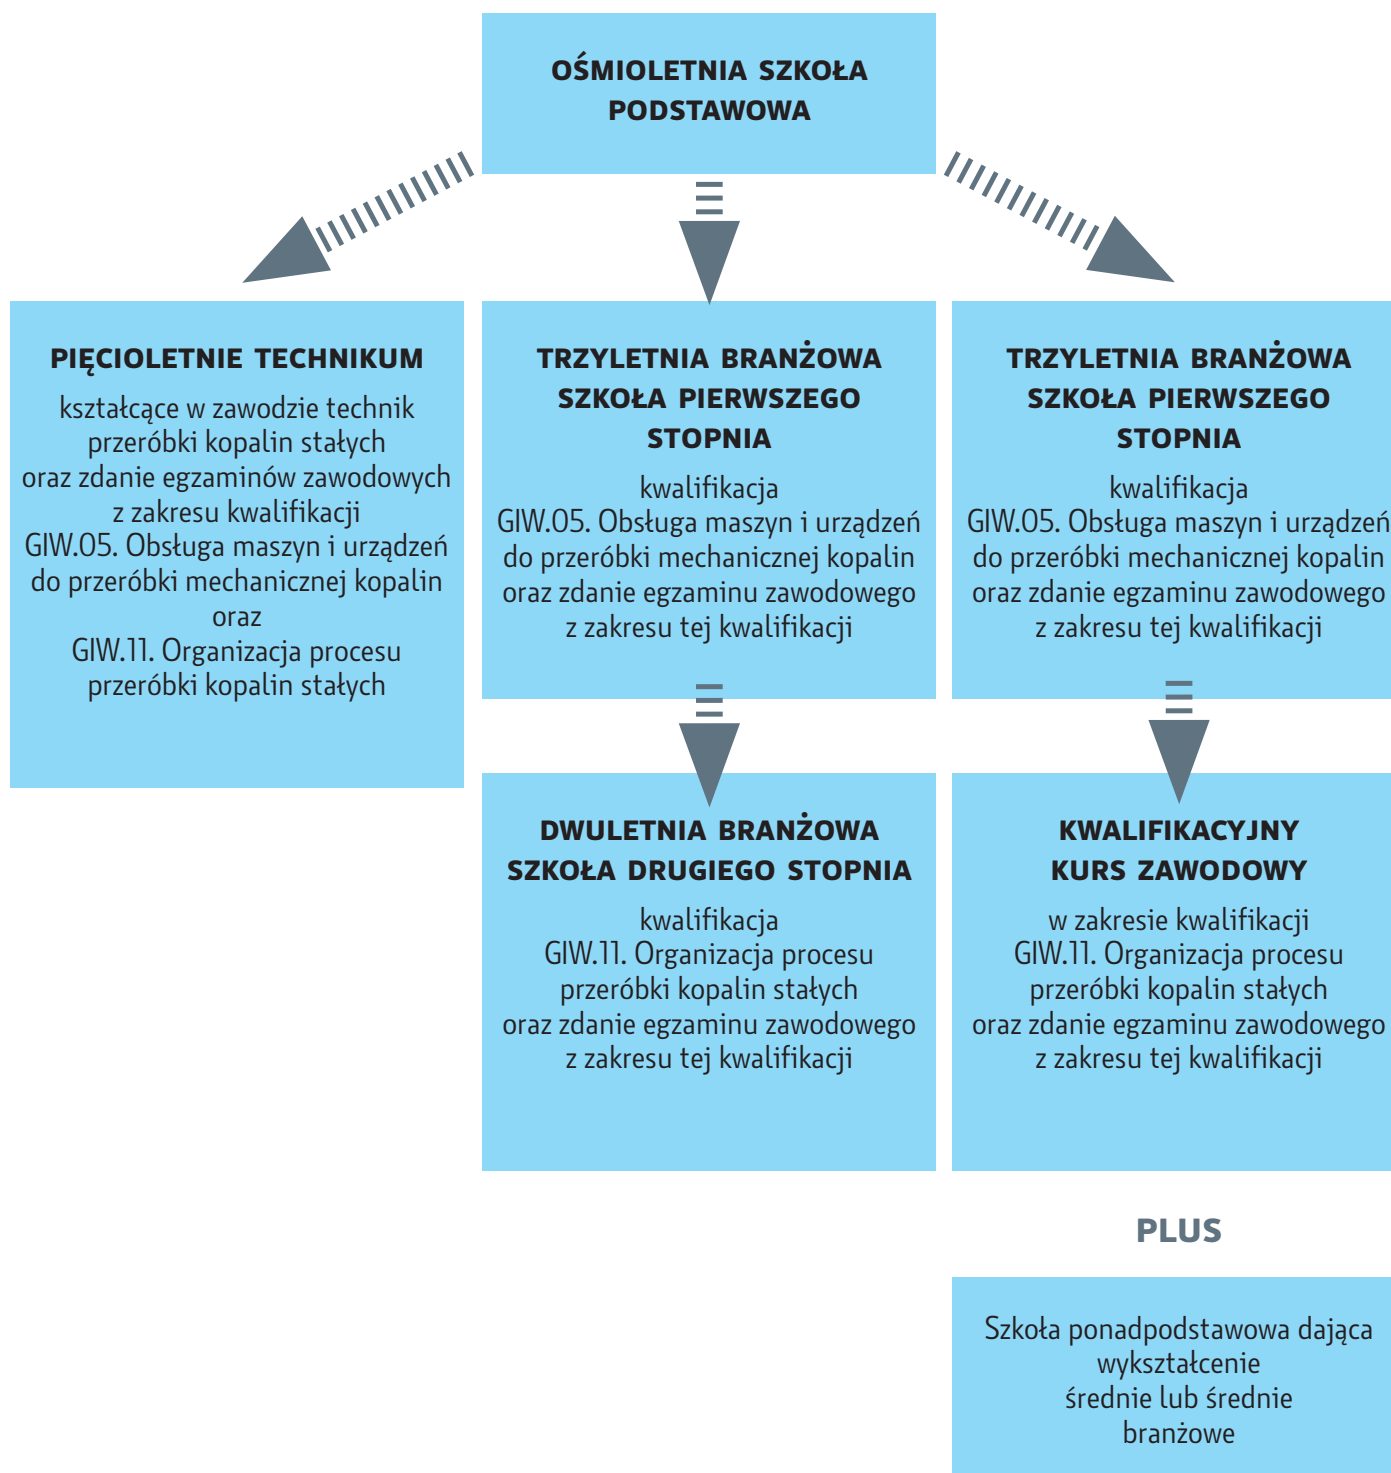 OŚMIOLETNIA SZKOŁA
PODSTAWOWA
PIĘCIOLETNIE TECHNIKUM
kształcące w zawodzie technik
przeróbki kopalin stałych
oraz zdanie egzaminów zawodowych
z zakresu kwalifikacji
GIW.05. Obsługa maszyn i urządzeń
do przeróbki mechanicznej kopalin
oraz
GIW.11. Organizacja procesu
przeróbki kopalin stałych
TRZYLETNIA BRANŻOWA
SZKOŁA PIERWSZEGO
STOPNIA
kwalifikacja
GIW.05. Obsługa maszyn i urządzeń
do przeróbki mechanicznej kopalin
oraz zdanie egzaminu zawodowego
z zakresu tej kwalifikacji
TRZYLETNIA BRANŻOWA
SZKOŁA PIERWSZEGO
STOPNIA
kwalifikacja
GIW.05. Obsługa maszyn i urządzeń
do przeróbki mechanicznej kopalin
oraz zdanie egzaminu zawodowego
z zakresu tej kwalifikacji
DWULETNIA BRANŻOWA
SZKOŁA DRUGIEGO STOPNIA
kwalifikacja
GIW.11. Organizacja procesu
przeróbki kopalin stałych
oraz zdanie egzaminu zawodowego
z zakresu tej kwalifikacji
KWALIFIKACYJNY
KURS ZAWODOWY
w zakresie kwalifikacji
GIW.11. Organizacja procesu
przeróbki kopalin stałych
oraz zdanie egzaminu zawodowego
z zakresu tej kwalifikacji
PLUS
Szkoła ponadpodstawowa dająca
wykształcenie
średnie lub średnie
branżowe